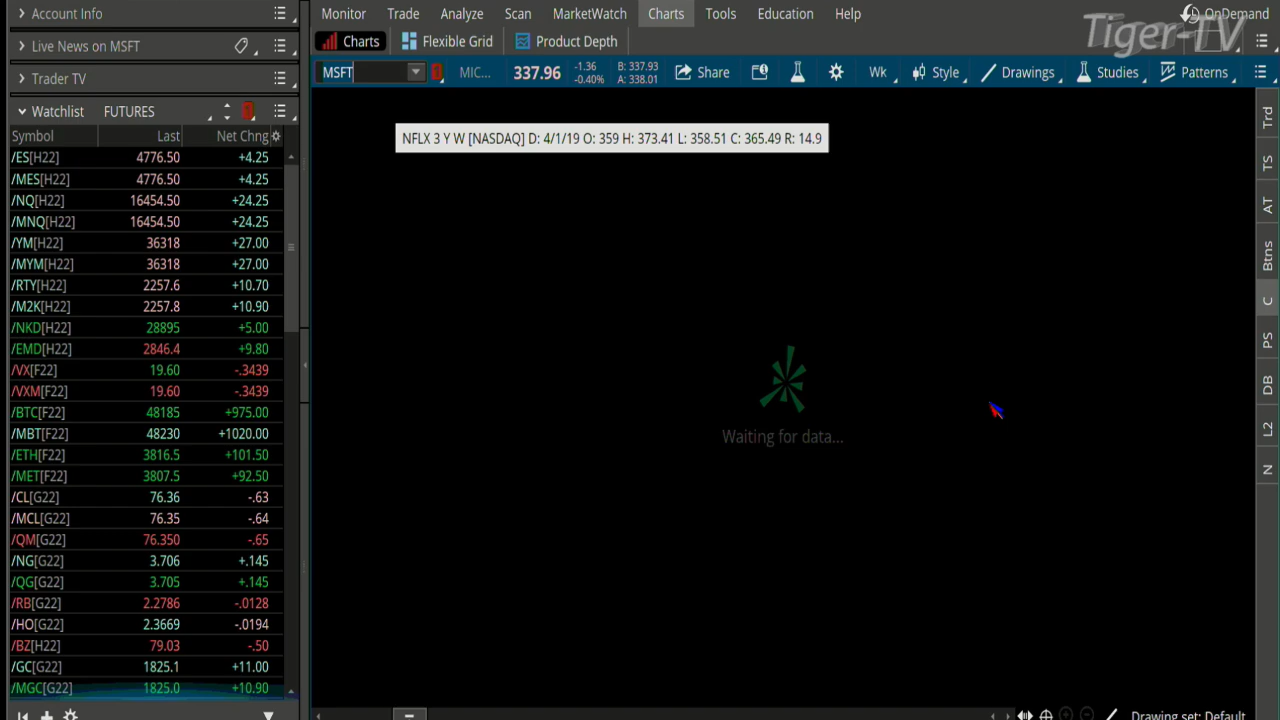 Account Info
Live News on MSFT
Trader TV
Watchlist FUTURES
Symbol Last Net Chng
/ES[H22] 4776.50 +4.25
/MES[H22] 4776.50 +4.25
/NQ[H22] 16454.50 +24.25
/MNQ[H22] 16454.50 +24.25
/YM[H22] 36318 +27.00
/MYM[H22] 36318 +27.00
/RTY[H22] 2257.6 +10.70
/M2K[H22] 2257.8 +10.90
/NKD[H22] 28895 +5.00
/EMD[H22] 2846.4 +9.80
/VX[F22] 19.60 -.3439
/VXM[F22] 19.60 -.3439
/BTC[F22] 48185 +975.00
/MBT[F22] 48230 +1020.00
/ETH[F22] 3816.5 +101.50
/MET[F22] 3807.5 +92.50
/CL[G22] 76.36 -.63
/MCL[G22] 76.35 -.64
/QM[G22] 76.350 -.65
/NG[G22] 3.706 +.145
/QG[G22] 3.705 +.145
/RB[G22] 2.2786 -.0128
/HO[G22] 2.3669 -.0194
/BZ[H22] 79.03 -.50
/GC[G22] 1825.1 +11.00
/MGC[G22] 1825.0 +10.90
Monitor Trade Analyze Scan MarketWatch Charts Tools Education Help
OnDemand
Tiger-TV
Charts Flexible Grid Product Depth
MSFT 1 MIC... 337.96 -1.36 B: 337.93 Share Wk Style Drawings Studies Patterns
-0.40% A: 338.01
NFLX 3 Y W [NASDAQ] D: 4/1/19 O: 359 H: 373.41 L: 358.51 C: 365.49 R: 14.9
Waiting for data...
Trd
TS
AT
Btns
C
PS
DB
L2
N
Drawing set: Default